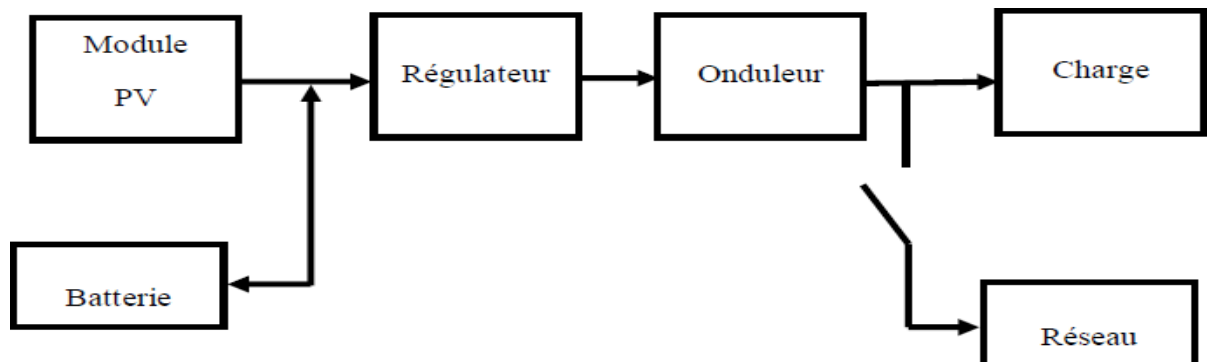 Module
PV
Régulateur
Onduleur
Charge
Batterie
Réseau